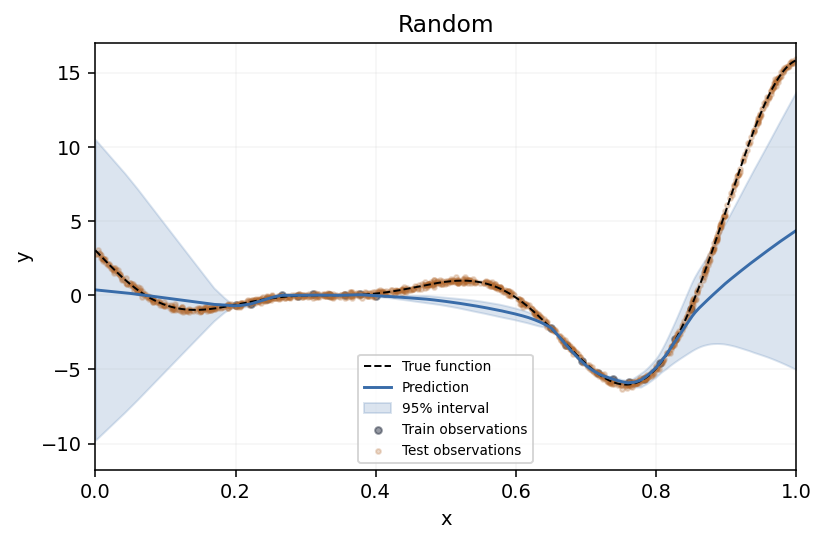 Random
15
10
5
0
−5
−10
y
0.0 0.2 0.4 0.6 0.8 1.0
x
True function
Prediction
95% interval
Train observations
Test observations